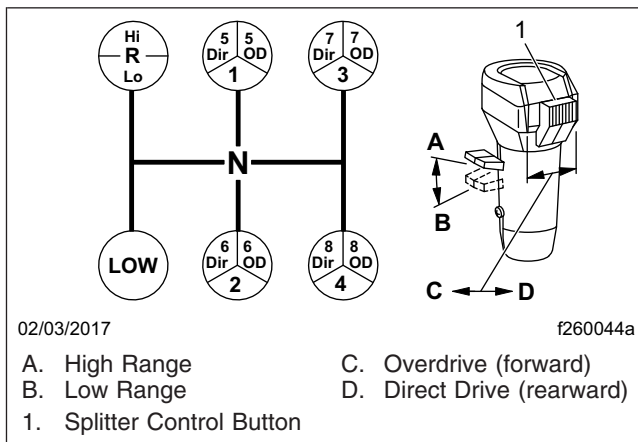 Hi
R
Lo
5 5
Dir OD
1
7 7
Dir OD
3
1
A
B
N
LOW
6 6
Dir OD
2
8 8
Dir OD
4
C D
02/03/2017 f260044a
A. High Range
B. Low Range
1. Splitter Control Button
C. Overdrive (forward)
D. Direct Drive (rearward)